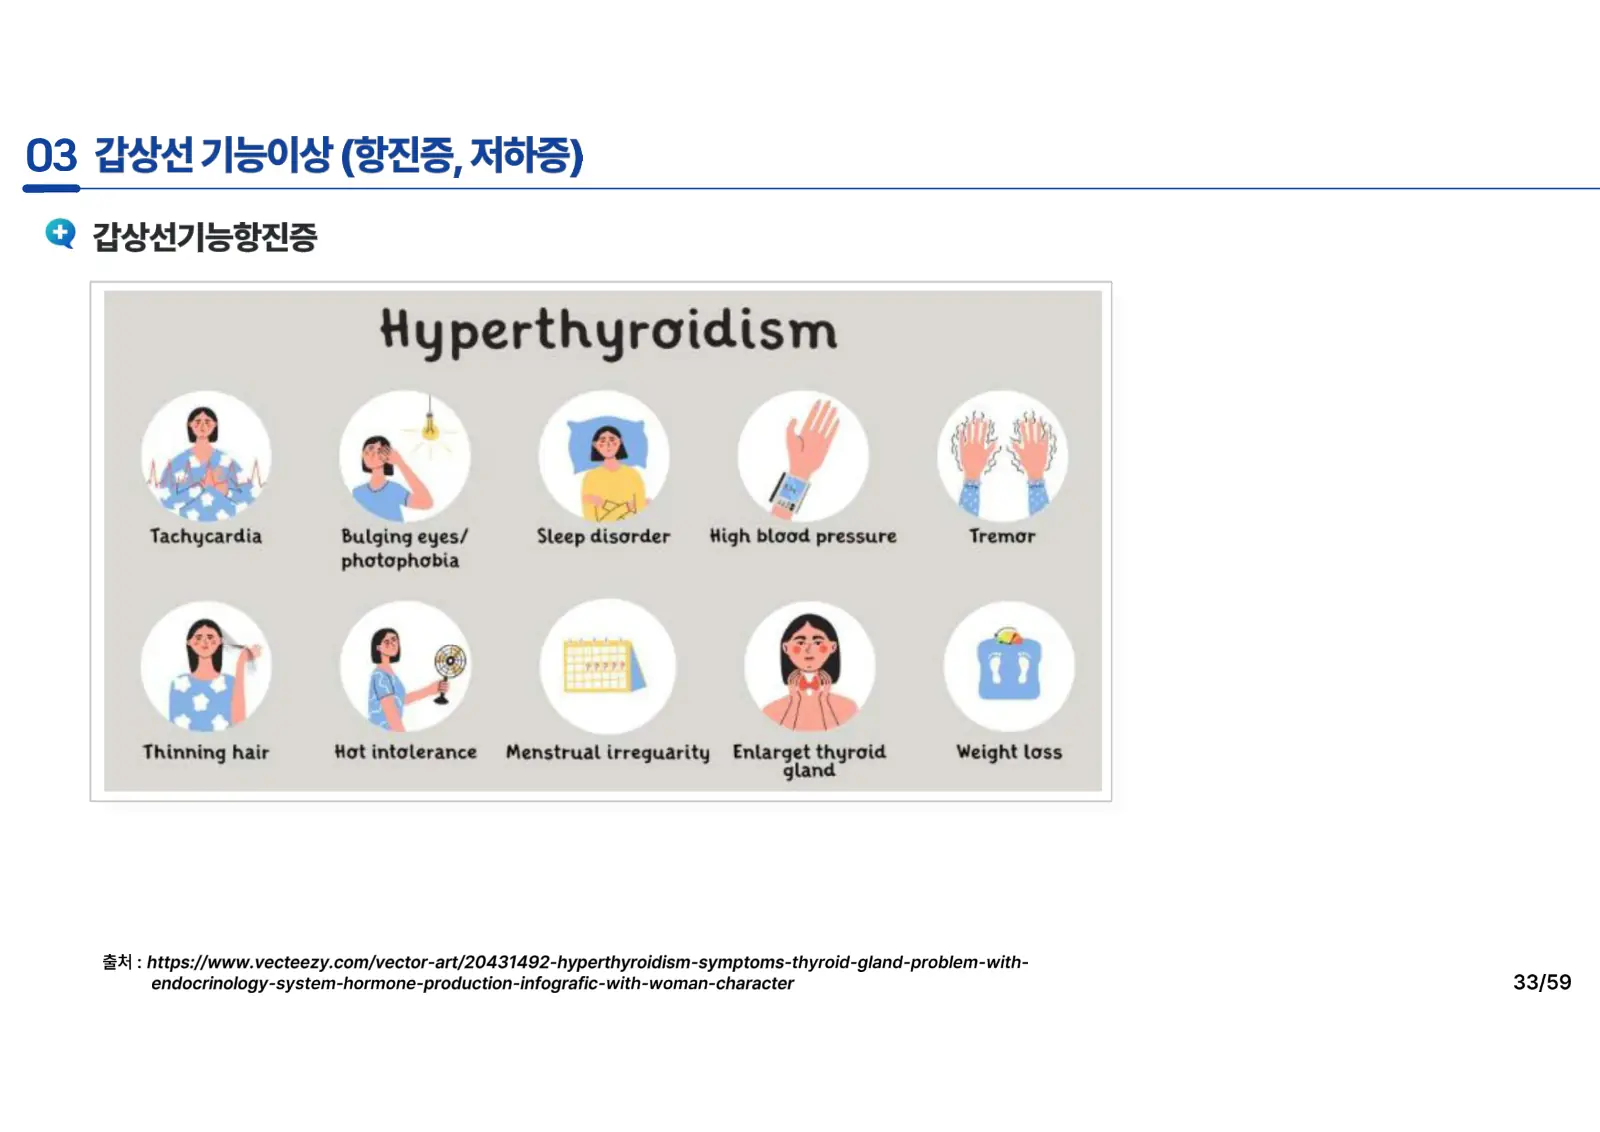 03 갑상선 기능이상 (항진증, 저하증)
갑상선기능항진증
Hyperthyroidism
Tachycardia
Bulging eyes/
photophobia
Sleep disorder
High blood pressure
Tremor
Thinning hair
Hot intolerance
Menstrual irreguarity
Enlarget thyroid
gland
Weight loss
출처 : https://www.vecteezy.com/vector-art/20431492-hyperthyroidism-symptoms-thyroid-gland-problem-with-
endocrinology-system-hormone-production-infografic-with-woman-character
33/59